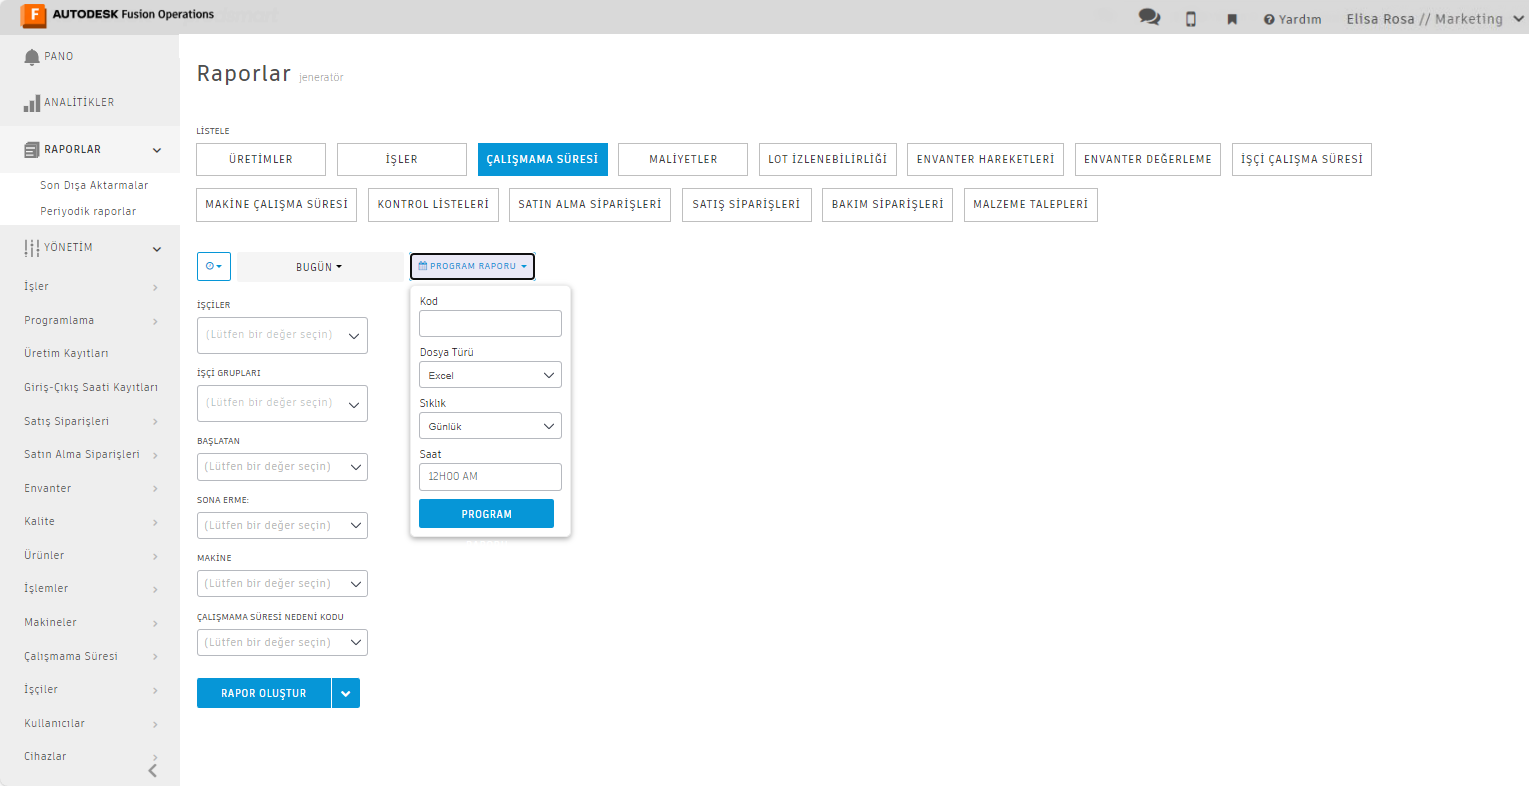 AUTODESK Fusion Operations
Yardım
Elisa Rosa // Marketing
PANO
ANALİTİKLER
RAPORLAR
Son Dışa Aktarmalar
Periyodik raporlar
YÖNETİM
İşler
Programlama
Üretim Kayıtları
Giriş-Çıkış Saati Kayıtları
Satış Siparişleri
Satın Alma Siparişleri
Envanter
Kalite
Ürünler
İşlemler
Makineler
Çalışmama Süresi
İşçiler
Kullanıcılar
Cihazlar
Raporlar jeneratör
LİSTELE
ÜRETİMLER
İŞLER
ÇALIŞMAMA SÜRESİ
MALİYETLER
LOT İZLENEBİLİRLİĞİ
ENVANTER HAREKETLERİ
ENVANTER DEĞERLEME
İŞÇİ ÇALIŞMA SÜRESİ
MAKİNE ÇALIŞMA SÜRESİ
KONTROL LİSTELERİ
SATIN ALMA SİPARİŞLERİ
SATIŞ SİPARİŞLERİ
BAKIM SİPARİŞLERİ
MALZEME TALEPLERİ
BUGÜN
PROGRAM RAPORU
İŞÇİLER
(Lütfen bir değer seçin)
İŞÇİ GRUPLARI
(Lütfen bir değer seçin)
BAŞLATAN
(Lütfen bir değer seçin)
SONA ERME:
(Lütfen bir değer seçin)
MAKİNE
(Lütfen bir değer seçin)
ÇALIŞMAMA SÜRESİ NEDENİ KODU
(Lütfen bir değer seçin)
RAPOR OLUŞTUR
Kod
Dosya Türü
Excel
Sıklık
Günlük
Saat
12H00 AM
PROGRAM